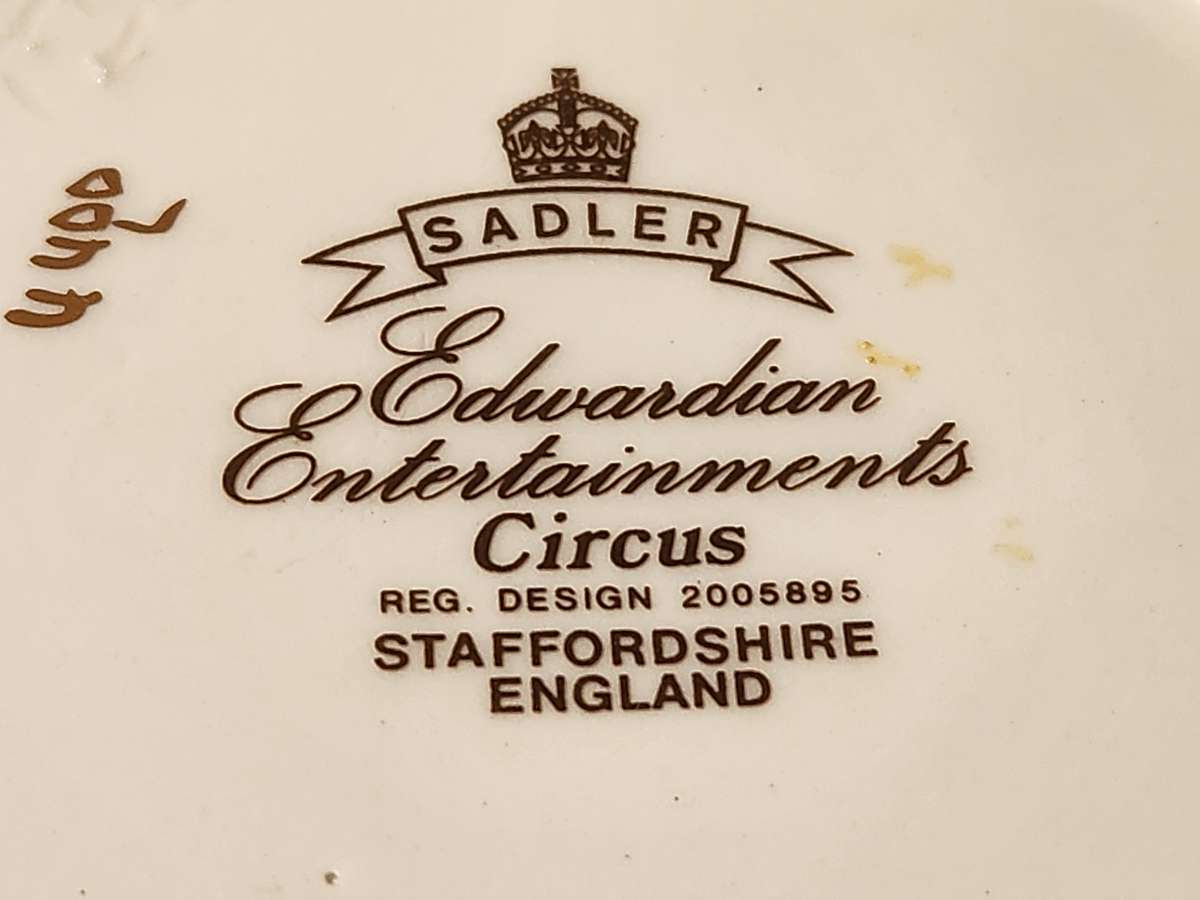 SADLER
Edwardian
Entertainments
Circus
REG. DESIGN 2005895
STAFFORDSHIRE
ENGLAND